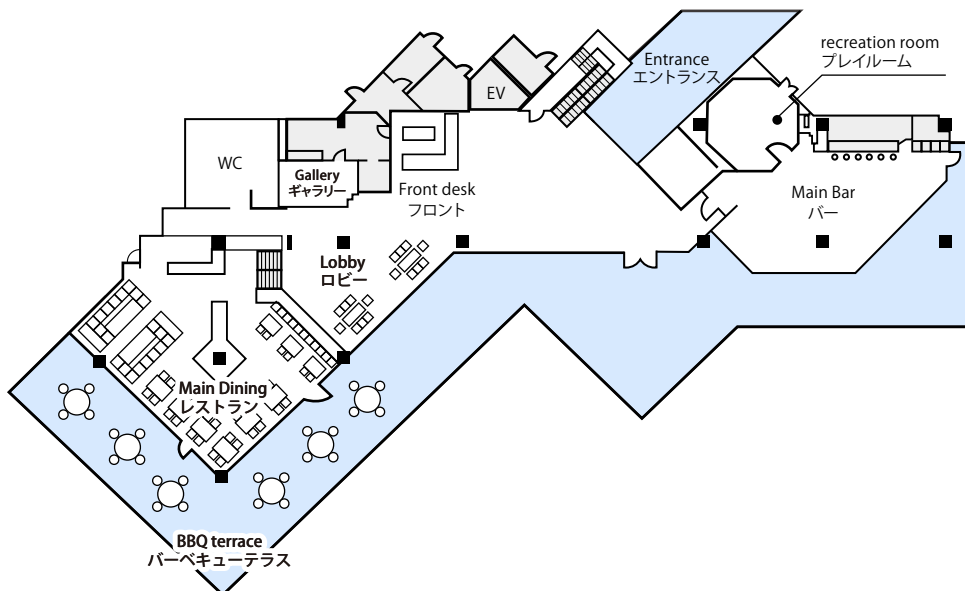 recreation room
プレイルーム
Entrance
エントランス
EV
WC
Gallery
ギャラリー
Front desk
フロント
Main Bar
バー
Lobby
ロビー
Main Dining
レストラン
BBQ terrace
バーベキューテラス